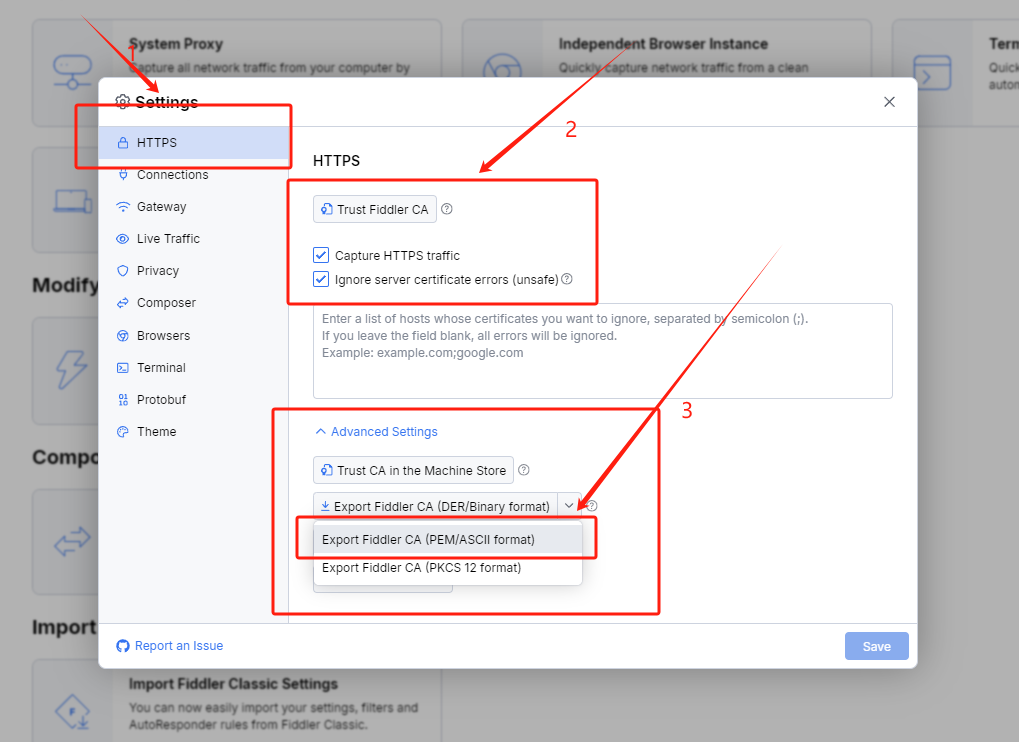 System Proxy
Capture all network traffic from your computer by
Independent Browser Instance
Quickly capture network traffic from a clean
Term
Quick
autom
1
Settings
2
HTTPS
Connections
Gateway
Live Traffic
Privacy
Composer
Browsers
Terminal
Protobuf
Theme
HTTPS
Trust Fiddler CA
Capture HTTPS traffic
Ignore server certificate errors (unsafe)
Enter a list of hosts whose certificates you want to ignore, separated by semicolon (;).
If you leave the field blank, all errors will be ignored.
Example: example.com;google.com
3
Advanced Settings
Trust CA in the Machine Store
Export Fiddler CA (DER/Binary format)
Export Fiddler CA (PEM/ASCII format)
Export Fiddler CA (PKCS 12 format)
Report an Issue
Save
Modify
Compo
Import
Import Fiddler Classic Settings
You can now easily import your settings, filters and
AutoResponder rules from Fiddler Classic.